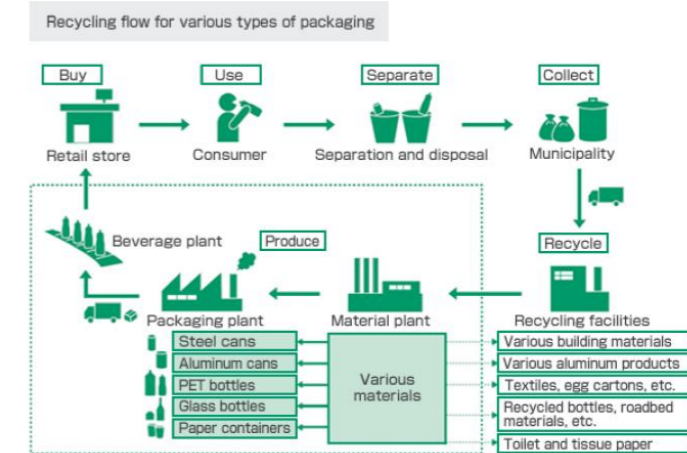 Recycling flow for various types of packaging
Buy
Use
Separate
Collect
Retail store
Consumer
Separation and disposal
Municipality
Beverage plant
Produce
Recycle
Packaging plant
Material plant
Recycling facilities
Steel cans
Aluminum cans
PET bottles
Glass bottles
Paper containers
Various
materials
Various building materials
Various aluminum products
Textiles, egg cartons, etc.
Recycled bottles, roadbed
materials, etc.
Toilet and tissue paper